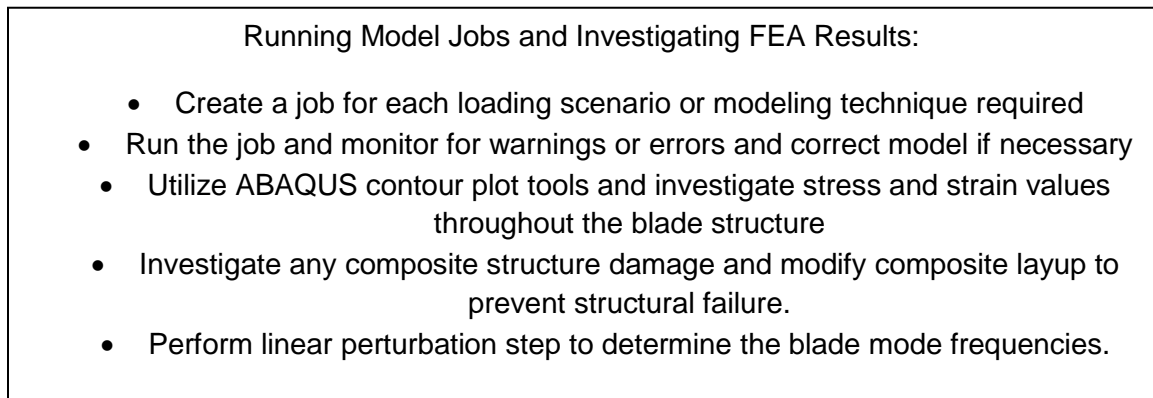 Running Model Jobs and Investigating FEA Results:
• Create a job for each loading scenario or modeling technique required
• Run the job and monitor for warnings or errors and correct model if necessary
• Utilize ABAQUS contour plot tools and investigate stress and strain values
throughout the blade structure
• Investigate any composite structure damage and modify composite layup to
prevent structural failure.
• Perform linear perturbation step to determine the blade mode frequencies.